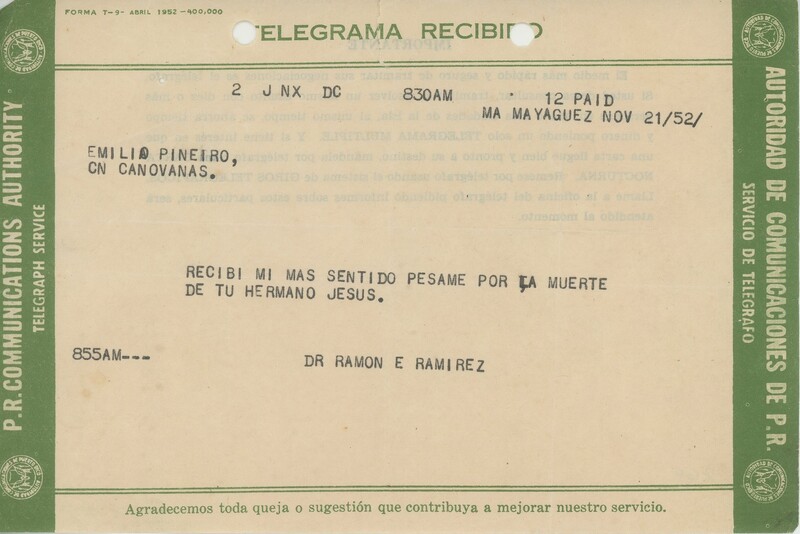 FORMA T-9- ABRIL 1952-400,000
TELEGRAMA RECIBIDO
2 JNX DC 830AM . 12 PAID
MA MAYAGUEZ NOV 21/52/
EMILIO PINEIRO,
CN CANOVANAS.
RECIBI MI MAS SENTIDO PESAME POR LA MUERTE
DE TU HERMANO JESUS.
855AM---
DR RAMON E RAMIREZ
Agradecemos toda queja o sugestión que contribuya a mejorar nuestro servicio.
P.R. COMMUNICATIONS AUTHORITY
TELEGRAPH SERVICE
AUTORIDAD DE COMUNICACIONES DE P.R.
SERVICIO DE TELEGRAFO